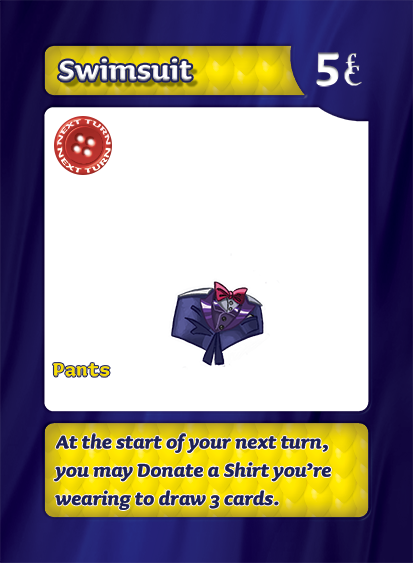 Swimsuit
5
NEXT TURN
NEXT TURN
Pants
At the start of your next turn,
you may Donate a Shirt you're
wearing to draw 3 cards.